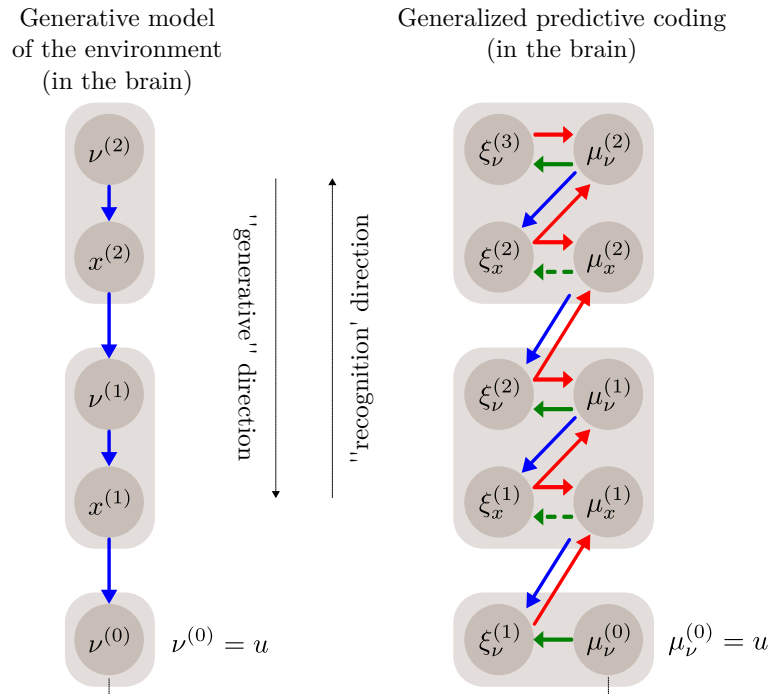 Generative model
of the environment
(in the brain)
Generalized predictive coding
(in the brain)
ν^(2)
x^(2)
ν^(1)
x^(1)
ν^(0)
ν^(0) = u
"generative" direction
"recognition' direction
ξ_ν^(3) μ_ν^(2)
ξ_x^(2) μ_x^(2)
ξ_ν^(2) μ_ν^(1)
ξ_x^(1) μ_x^(1)
ξ_ν^(1) μ_ν^(0) μ_ν^(0) = u